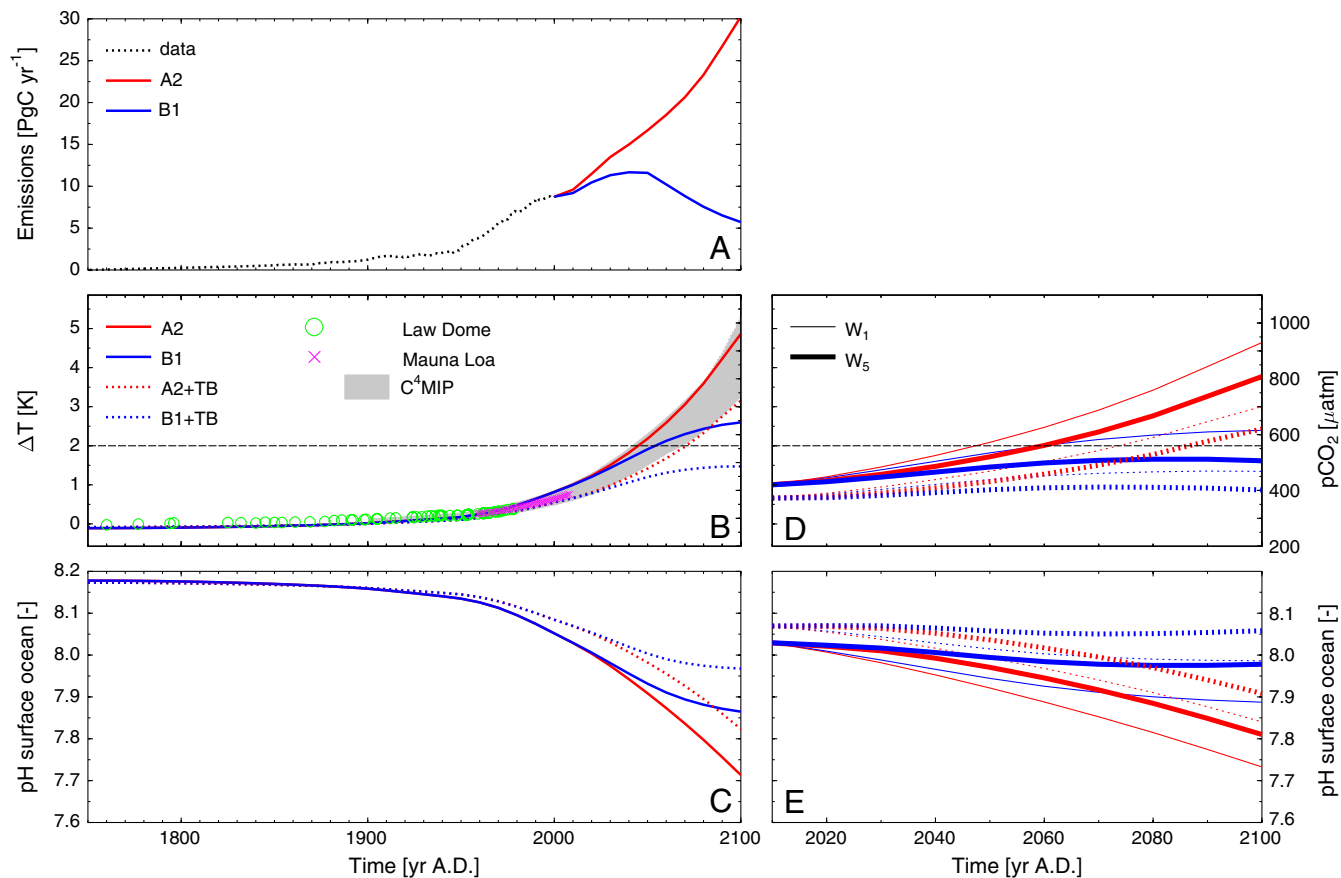 30
25
20
15
10
5
0
Emissions [PgC yr-1]
data
A2
B1
A
5
4
3
2
1
0
ΔT [K]
A2
B1
A2+TB
B1+TB
Law Dome
Mauna Loa
C4MIP
B
W1
W5
D
1000
800
600
400
200
pCO2 [μatm]
8.2
8.1
8.0
7.9
7.8
7.7
7.6
pH surface ocean [-]
C
1800
1900
2000
2100
Time [yr A.D.]
E
8.1
8.0
7.9
7.8
7.7
7.6
pH surface ocean [-]
2020
2040
2060
2080
2100
Time [yr A.D.]